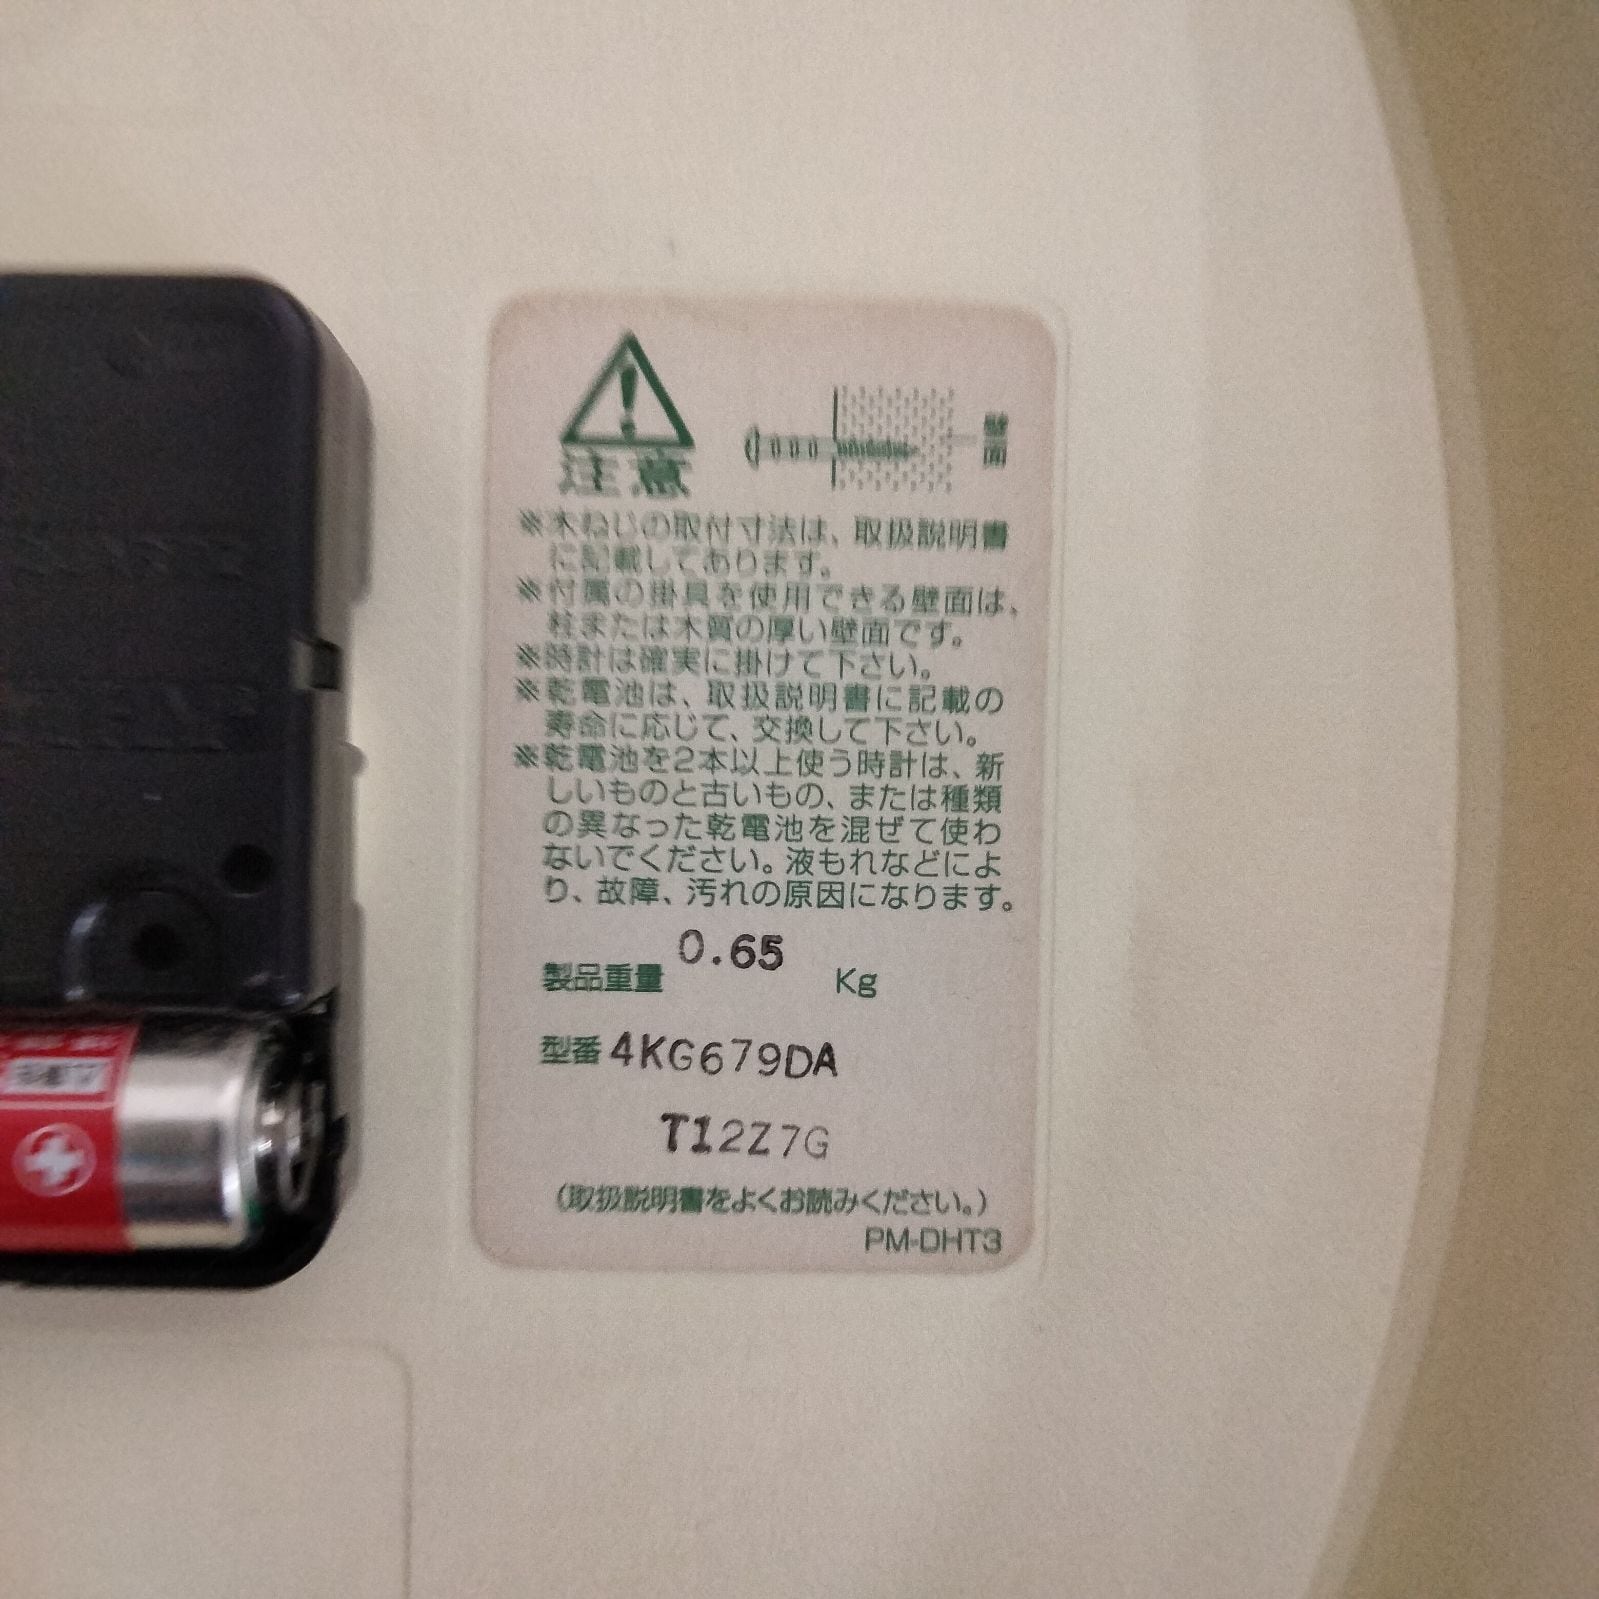 注意
壁面
※木ねじの取付寸法は、取扱説明書
に記載してあります。
※付属の掛具を使用できる壁面は、
柱または木質の厚い壁面です。
※時計は確実に掛けて下さい。
※乾電池は、取扱説明書に記載の
寿命に応じて、交換して下さい。
※乾電池を2本以上使う時計は、新
しいものと古いもの、または種類
の異なった乾電池を混ぜて使わ
ないでください。液もれなどによ
り、故障、汚れの原因になります。
製品重量 0.65 Kg
型番 4KG679DA
T12Z7G
(取扱説明書をよくお読みください。)
PM-DHT3